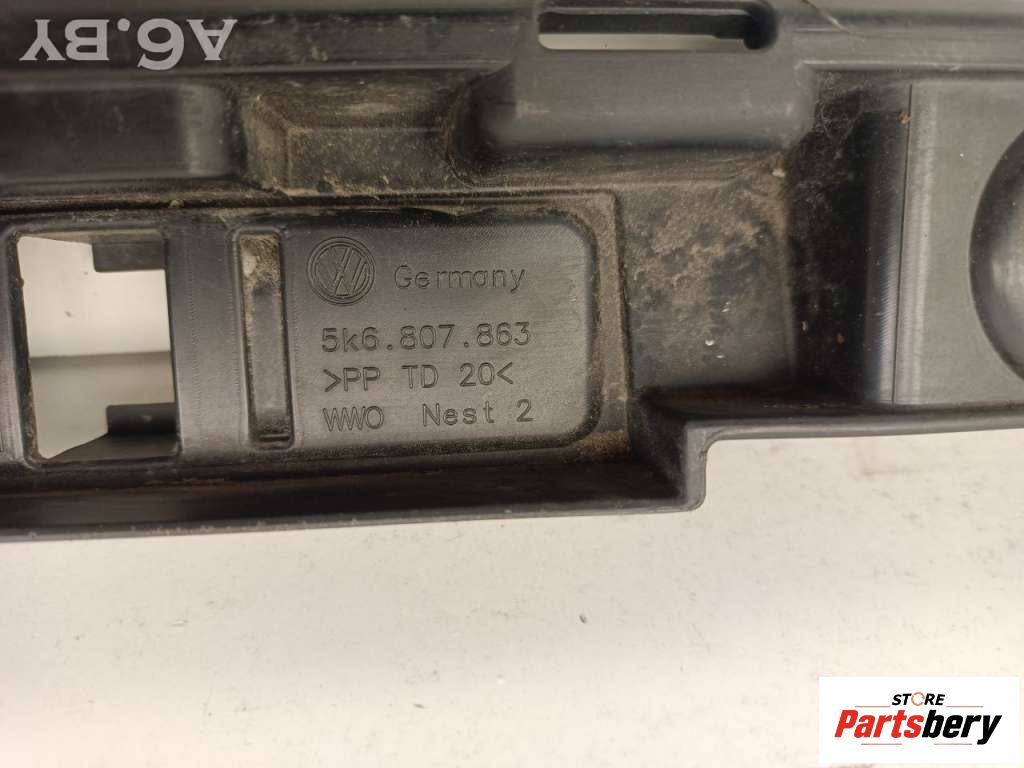 A6.BY
Germany
5k6.807.863
>PP TD 20<
WWO Nest 2
STORE
Partsbery